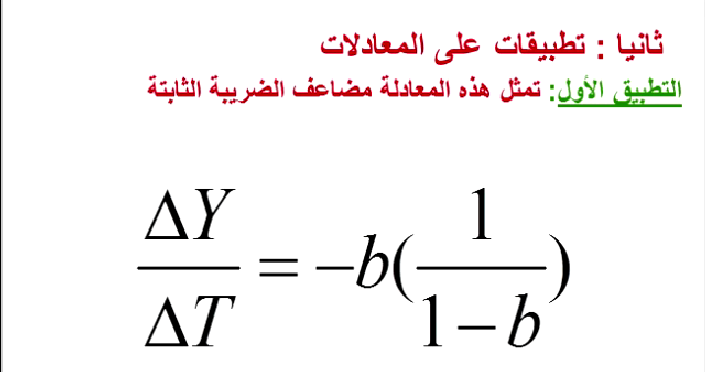 ثانيا : تطبيقات على المعادلات
التطبيق الأول: تمثل هذه المعادلة مضاعف الضريبة الثابتة
ΔY/ΔT = −b(1/(1−b))